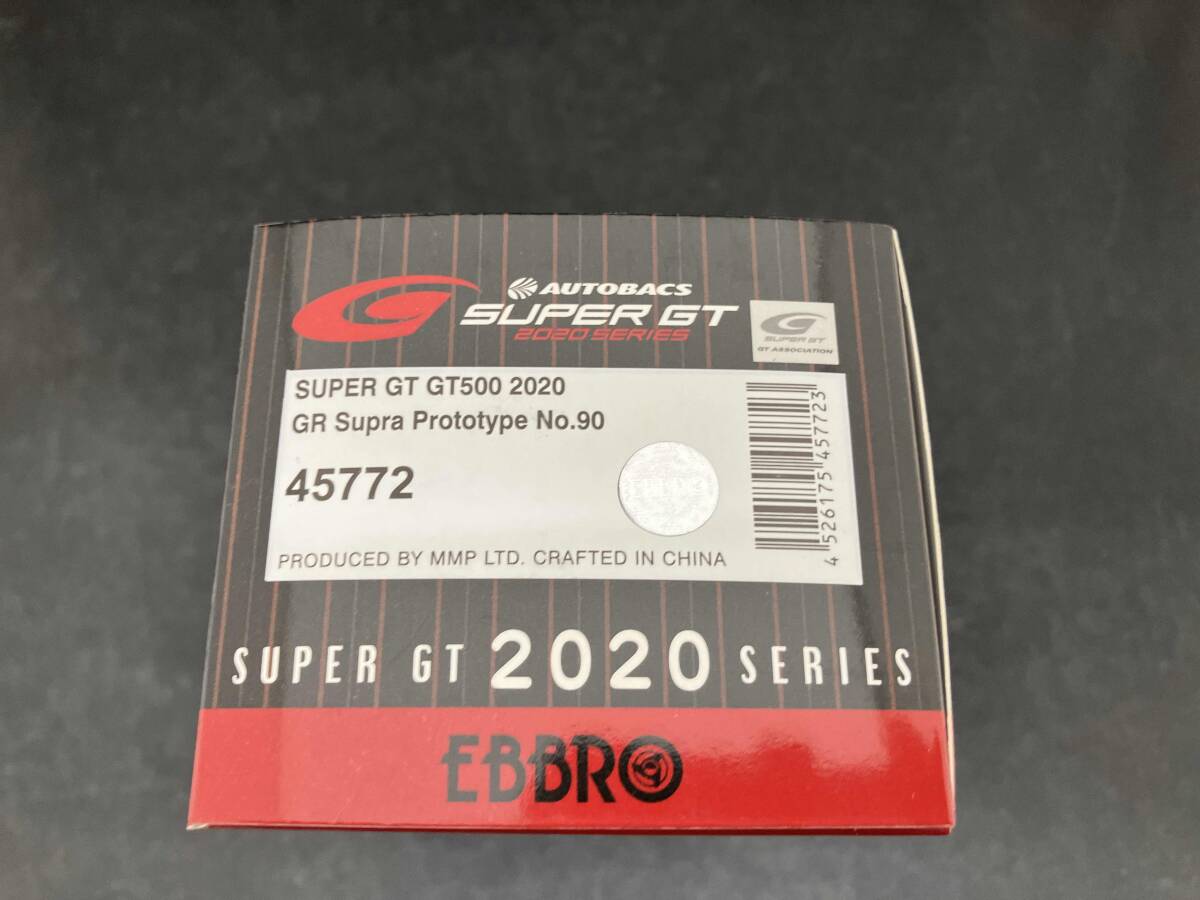 AUTOBACS
SUPER GT
2020 SERIES
SUPER GT
GT ASSOCIATION
SUPER GT GT500 2020
GR Supra Prototype No.90
45772
4 526175 457723
PRODUCED BY MMP LTD. CRAFTED IN CHINA
SUPER GT 2020 SERIES
EBBRO